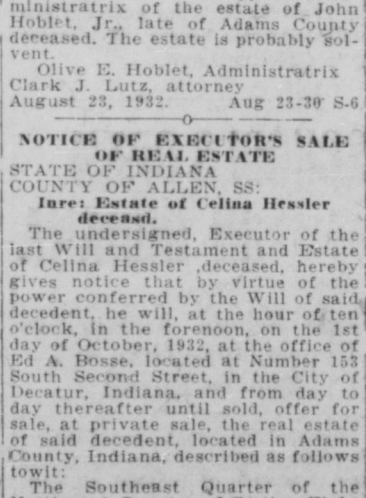 ministratrix of the estate of John
Hoblet, Jr., late of Adams County
deceased. The estate is probably sol-
vent.
Olive E. Hoblet, Administratrix
Clark J. Lutz, attorney
August 23, 1932. Aug 23-30 S-6
NOTICE OF EXECUTOR'S SALE
OF REAL ESTATE
STATE OF INDIANA
COUNTY OF ALLEN, SS:
Inre: Estate of Celina Hessler
deceasd.
The undersigned, Executor of the
last Will and Testament and Estate
of Celina Hessler ,deceased, hereby
gives notice that by virtue of the
power conferred by the Will of said
decedent, he will, at the hour of ten
o'clock, in the forenoon, on the 1st
day of October, 1932, at the office of
Ed A. Bosse, located at Number 153
South Second Street, in the City of
Decatur, Indiana, and from day to
day thereafter until sold, offer for
sale, at private sale, the real estate
of said decedent, located in Adams
County, Indiana, described as follows
towit:
The Southeast Quarter of the